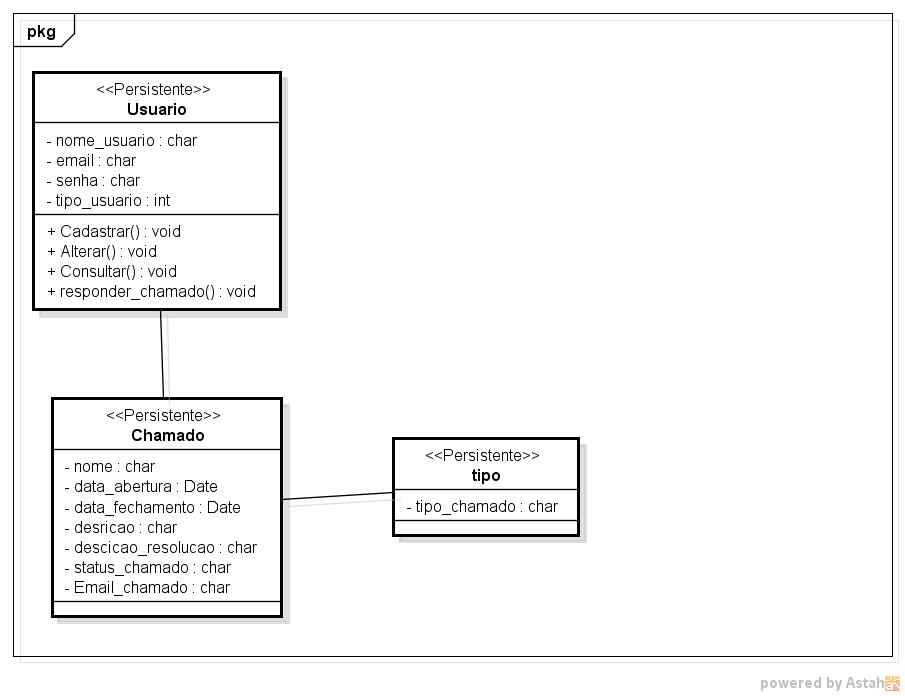 pkg
<<Persistente>>
Usuario
- nome_usuario : char
- email : char
- senha : char
- tipo_usuario : int
+ Cadastrar() : void
+ Alterar() : void
+ Consultar() : void
+ responder_chamado() : void
<<Persistente>>
Chamado
- nome : char
- data_abertura : Date
- data_fechamento : Date
- desricao : char
- descicao_resolucao : char
- status_chamado : char
- Email_chamado : char
<<Persistente>>
tipo
- tipo_chamado : char
powered by Astah